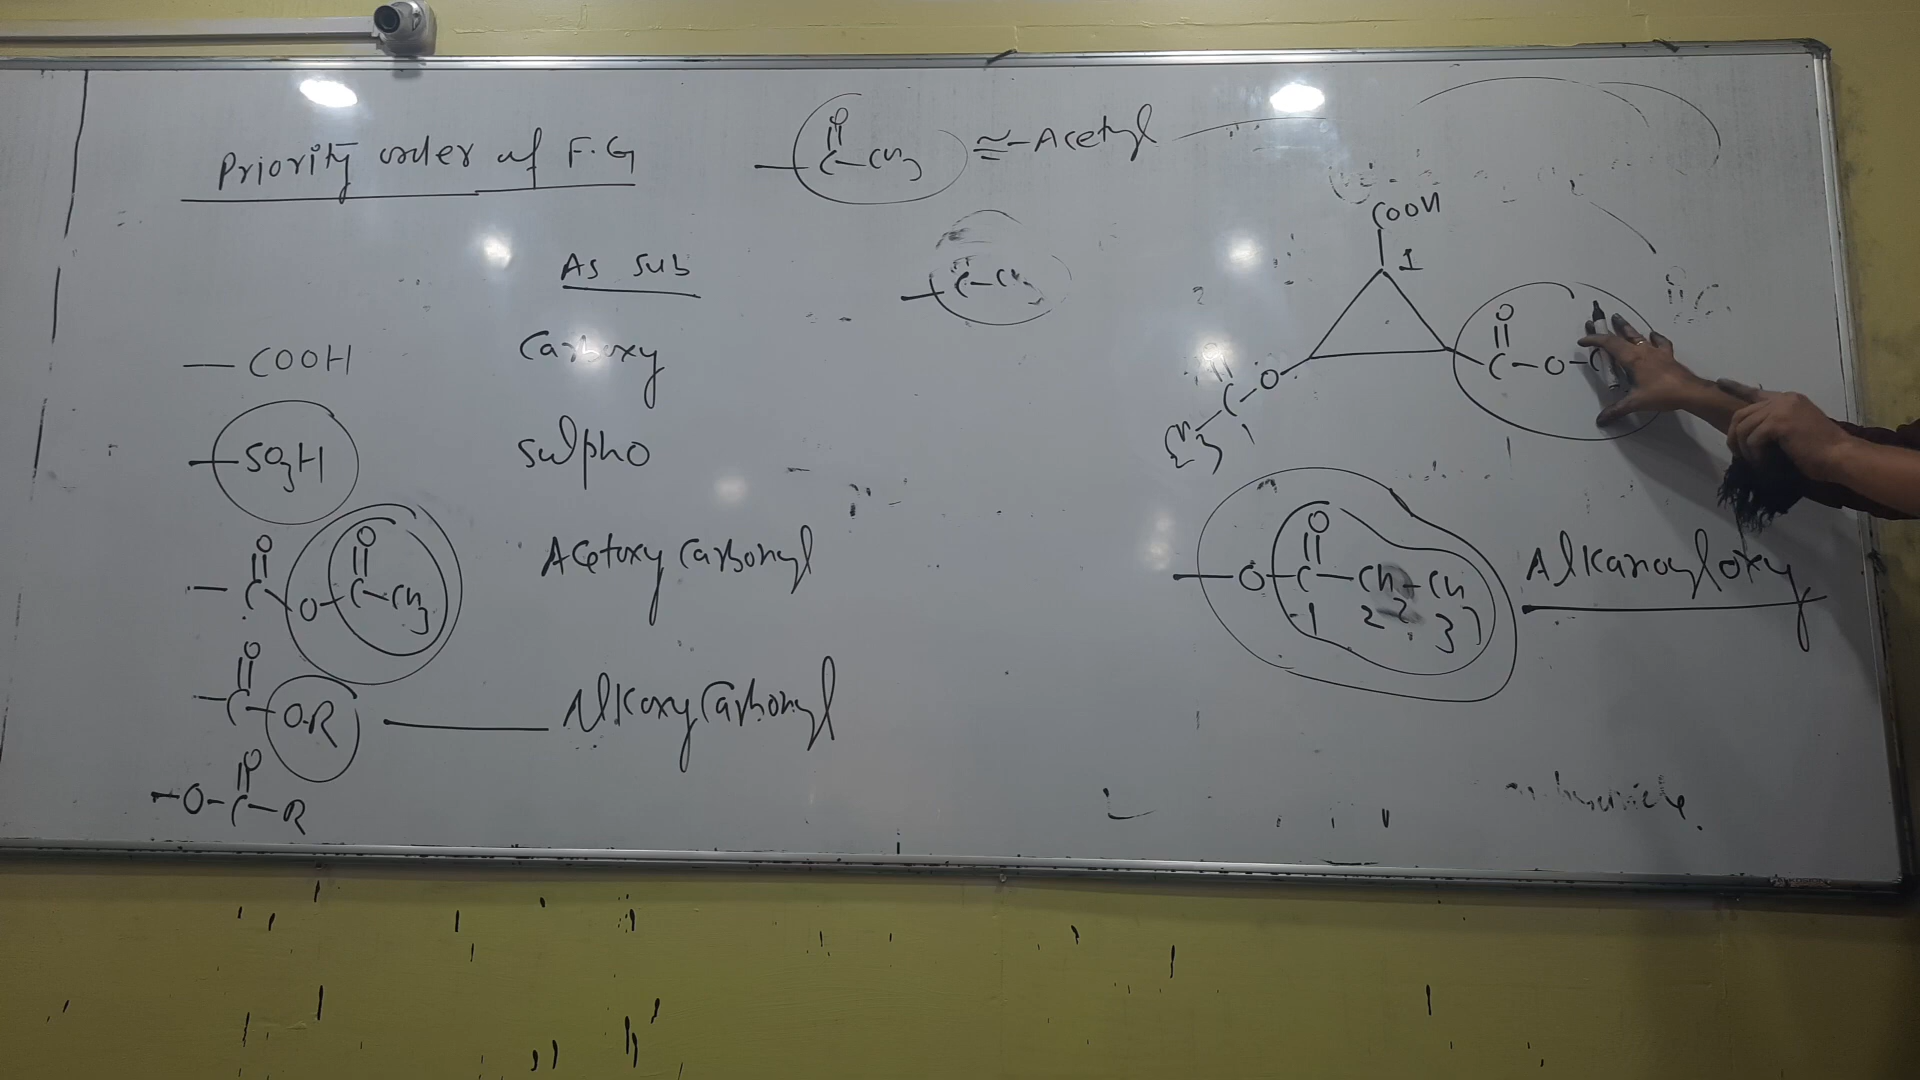 Priority order of F.G
O
—C—CH3 ≅ –Acetyl
As sub
—COOH Carboxy
—SO3H Sulpho
O O
—C—O—C—CH3 Acetoxy Carbonyl
O
—C—O-R Alkoxy Carbonyl
O
—O—C—R
COOH
1
O
C—O—
O
C
CH3
O
—O—C—CH2—CH3
1 2 3
Alkanoyloxy